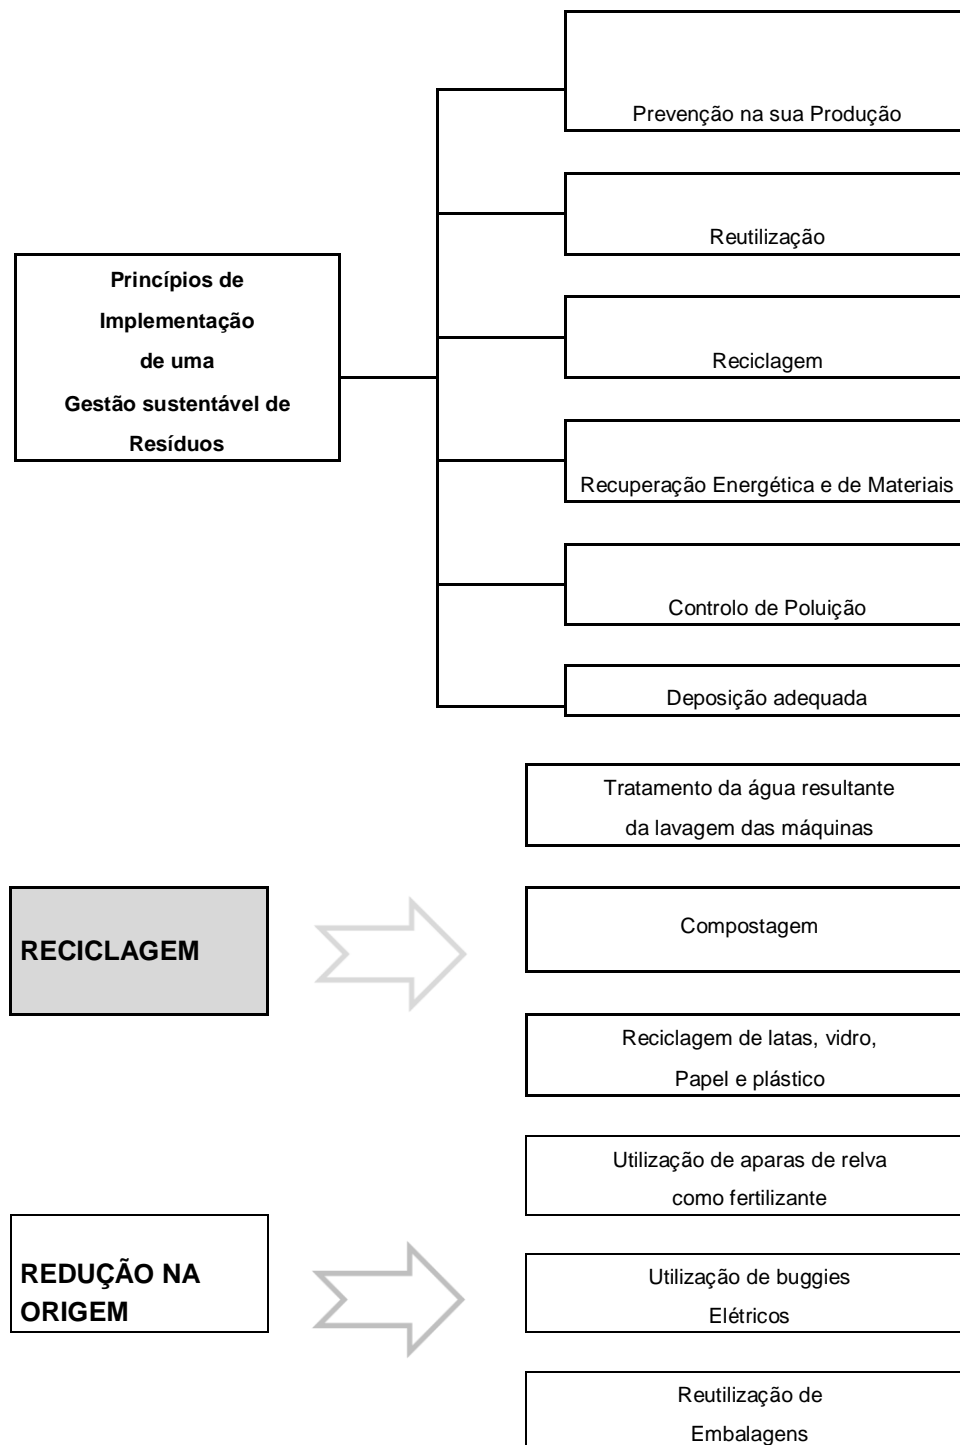 Prevenção na sua Produção
Reutilização
Princípios de
Implementação
de uma
Gestão sustentável de
Resíduos
Reciclagem
Recuperação Energética e de Materiais
Controlo de Poluição
Deposição adequada
Tratamento da água resultante
da lavagem das máquinas
RECICLAGEM
Compostagem
Reciclagem de latas, vidro,
Papel e plástico
Utilização de aparas de relva
como fertilizante
REDUÇÃO NA
ORIGEM
Utilização de buggies
Elétricos
Reutilização de
Embalagens